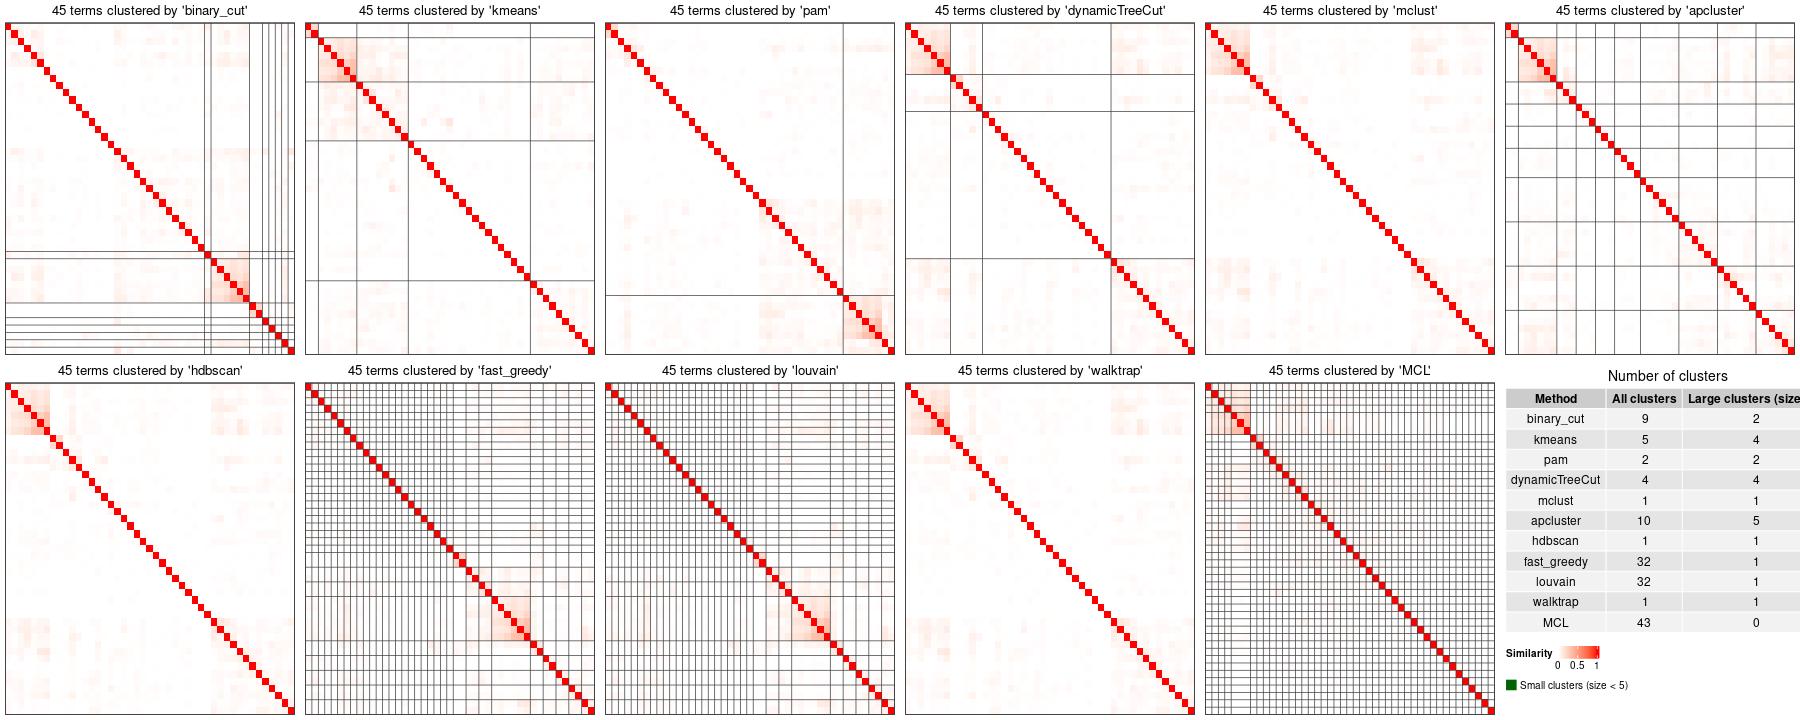 45 terms clustered by 'binary_cut'
45 terms clustered by 'kmeans'
45 terms clustered by 'pam'
45 terms clustered by 'dynamicTreeCut'
45 terms clustered by 'mclust'
45 terms clustered by 'apcluster'
45 terms clustered by 'hdbscan'
45 terms clustered by 'fast_greedy'
45 terms clustered by 'louvain'
45 terms clustered by 'walktrap'
45 terms clustered by 'MCL'
Number of clusters
Method All clusters Large clusters (size
binary_cut 9 2
kmeans 5 4
pam 2 2
dynamicTreeCut 4 4
mclust 1 1
apcluster 10 5
hdbscan 1 1
fast_greedy 32 1
louvain 32 1
walktrap 1 1
MCL 43 0
Similarity
0 0.5 1
Small clusters (size < 5)